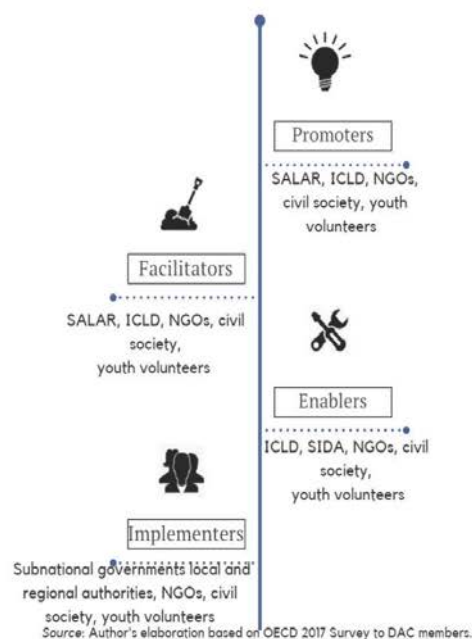 Promoters
SALAR, ICLD, NGOs,
civil society, youth
volunteers
Facilitators
SALAR, ICLD, NGOs, civil
society,
youth volunteers
Enablers
ICLD, SIDA, NGOs, civil
society,
youth volunteers
Implementers
Subnational governments local and
regional authorities, NGOs, civil
society, youth volunteers
Source: Author's elaboration based on OECD 2017 Survey to DAC members.